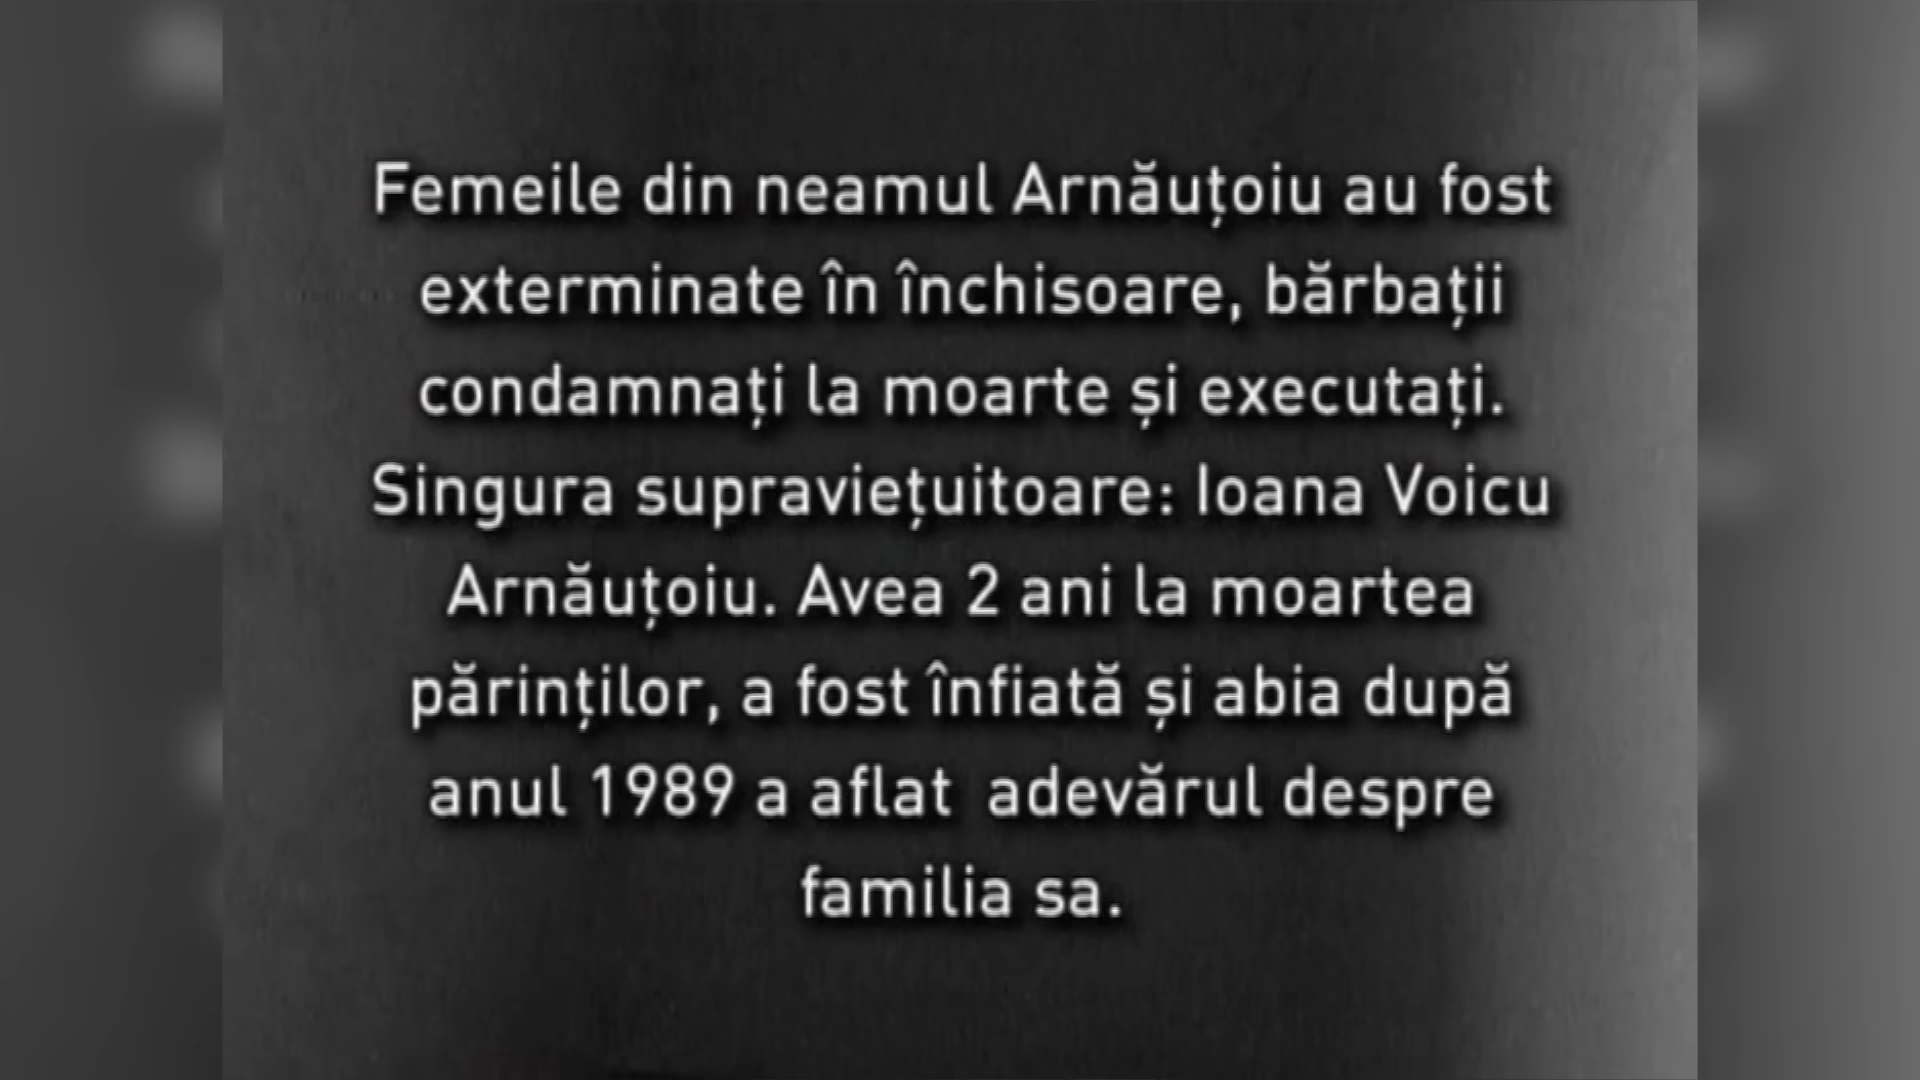 Femeile din neamul Arnăuțoiu au fost
exterminate în închisoare, bărbații
condamnați la moarte și executați.
Singura supraviețuitoare: Ioana Voicu
Arnăuțoiu. Avea 2 ani la moartea
părinților, a fost înfiată și abia după
anul 1989 a aflat  adevărul despre
familia sa.